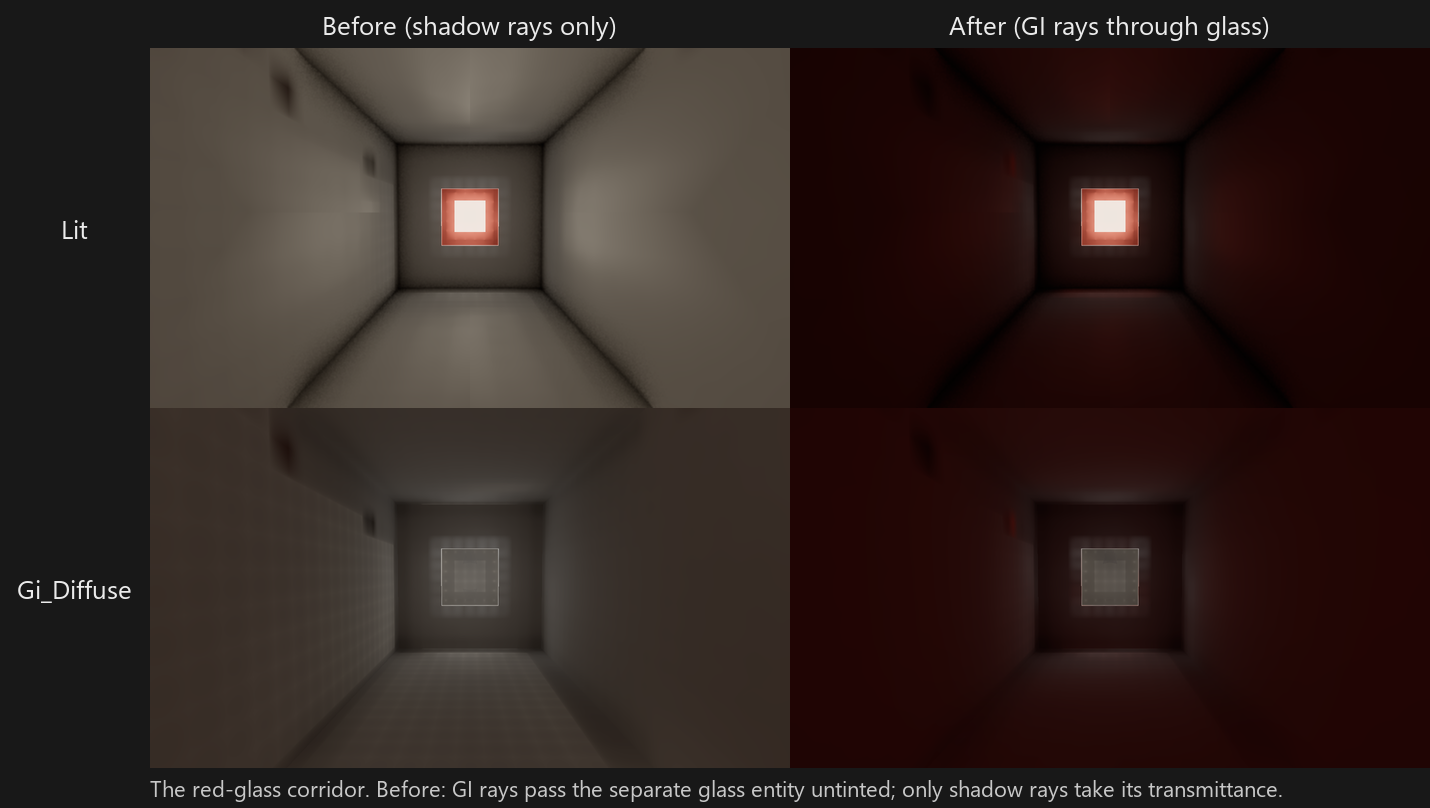 Before (shadow rays only)
After (GI rays through glass)
Lit
Gi_Diffuse
The red-glass corridor. Before: GI rays pass the separate glass entity untinted; only shadow rays take its transmittance.